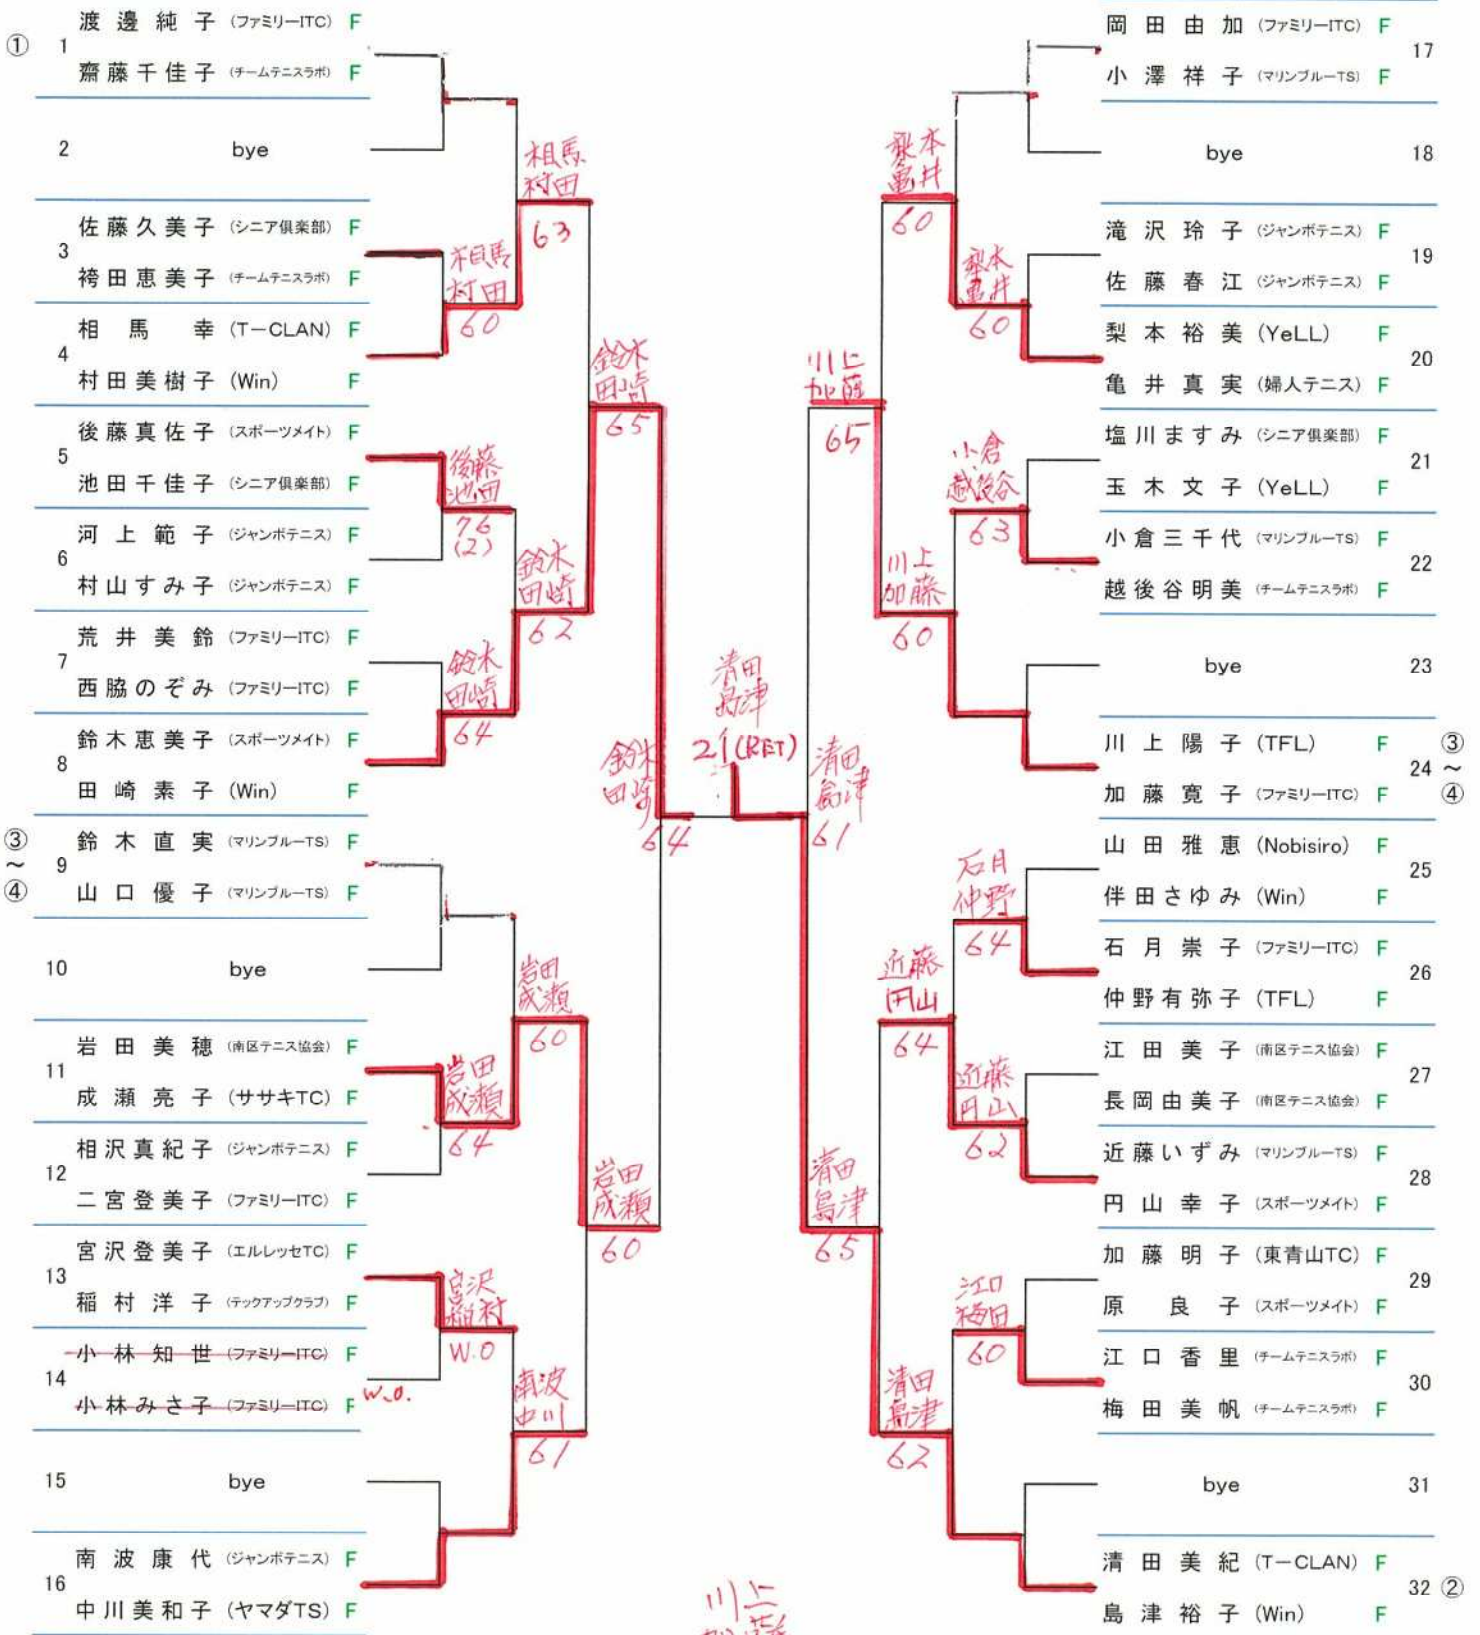 ① 1 渡邊純子 (ファミリーITC) F
齋藤千佳子 (チームテニスラボ) F
2 bye
3 佐藤久美子 (シニア倶楽部) F
袴田恵美子 (チームテニスラボ) F
4 相馬幸 (T-CLAN) F
村田美樹子 (Win) F
5 後藤真佐子 (スポーツメイト) F
池田千佳子 (シニア倶楽部) F
6 河上範子 (ジャンボテニス) F
村山すみ子 (ジャンボテニス) F
7 荒井美鈴 (ファミリーITC) F
西脇のぞみ (ファミリーITC) F
8 鈴木恵美子 (スポーツメイト) F
田崎素子 (Win) F
③~④ 9 鈴木直実 (マリンブルーTS) F
山口優子 (マリンブルーTS) F
10 bye
11 岩田美穂 (南区テニス協会) F
成瀬亮子 (ササキTC) F
12 相沢真紀子 (ジャンボテニス) F
二宮登美子 (ファミリーITC) F
13 宮沢登美子 (エルレッセTC) F
稲村洋子 (テックアップクラブ) F
14 小林知世 (ファミリーITC) F
小林みさ子 (ファミリーITC) F W.O.
15 bye
16 南波康代 (ジャンボテニス) F
中川美和子 (ヤマダTS) F
相馬
村田
60
後藤
池田
76
(2)
鈴木
田崎
64
岩田
成瀬
64
宮沢
稲村
W.O
相馬
村田
63
鈴木
田崎
62
岩田
成瀬
60
南波
中川
61
鈴木
田崎
65
岩田
成瀬
60
鈴木
田崎
64
清田
島津
21(RET)
清田
島津
61
川上
加藤
65
清田
島津
65
梨本
亀井
60
川上
加藤
60
近藤
円山
64
清田
島津
62
梨本
亀井
60
小倉
越後谷
63
石月
仲野
64
近藤
円山
62
江口
梅田
60
岡田由加 (ファミリーITC) F 17
小澤祥子 (マリンブルーTS) F
bye 18
滝沢玲子 (ジャンボテニス) F 19
佐藤春江 (ジャンボテニス) F
梨本裕美 (YeLL) F 20
亀井真実 (婦人テニス) F
塩川ますみ (シニア倶楽部) F 21
玉木文子 (YeLL) F
小倉三千代 (マリンブルーTS) F 22
越後谷明美 (チームテニスラボ) F
bye 23
川上陽子 (TFL) F 24 ③~④
加藤寛子 (ファミリーITC) F
山田雅恵 (Nobisiro) F 25
伴田さゆみ (Win) F
石月崇子 (ファミリーITC) F 26
仲野有弥子 (TFL) F
江田美子 (南区テニス協会) F 27
長岡由美子 (南区テニス協会) F
近藤いずみ (マリンブルーTS) F 28
円山幸子 (スポーツメイト) F
加藤明子 (東青山TC) F 29
原良子 (スポーツメイト) F
江口香里 (チームテニスラボ) F 30
梅田美帆 (チームテニスラボ) F
bye 31
清田美紀 (T-CLAN) F 32 ②
島津裕子 (Win) F
川上